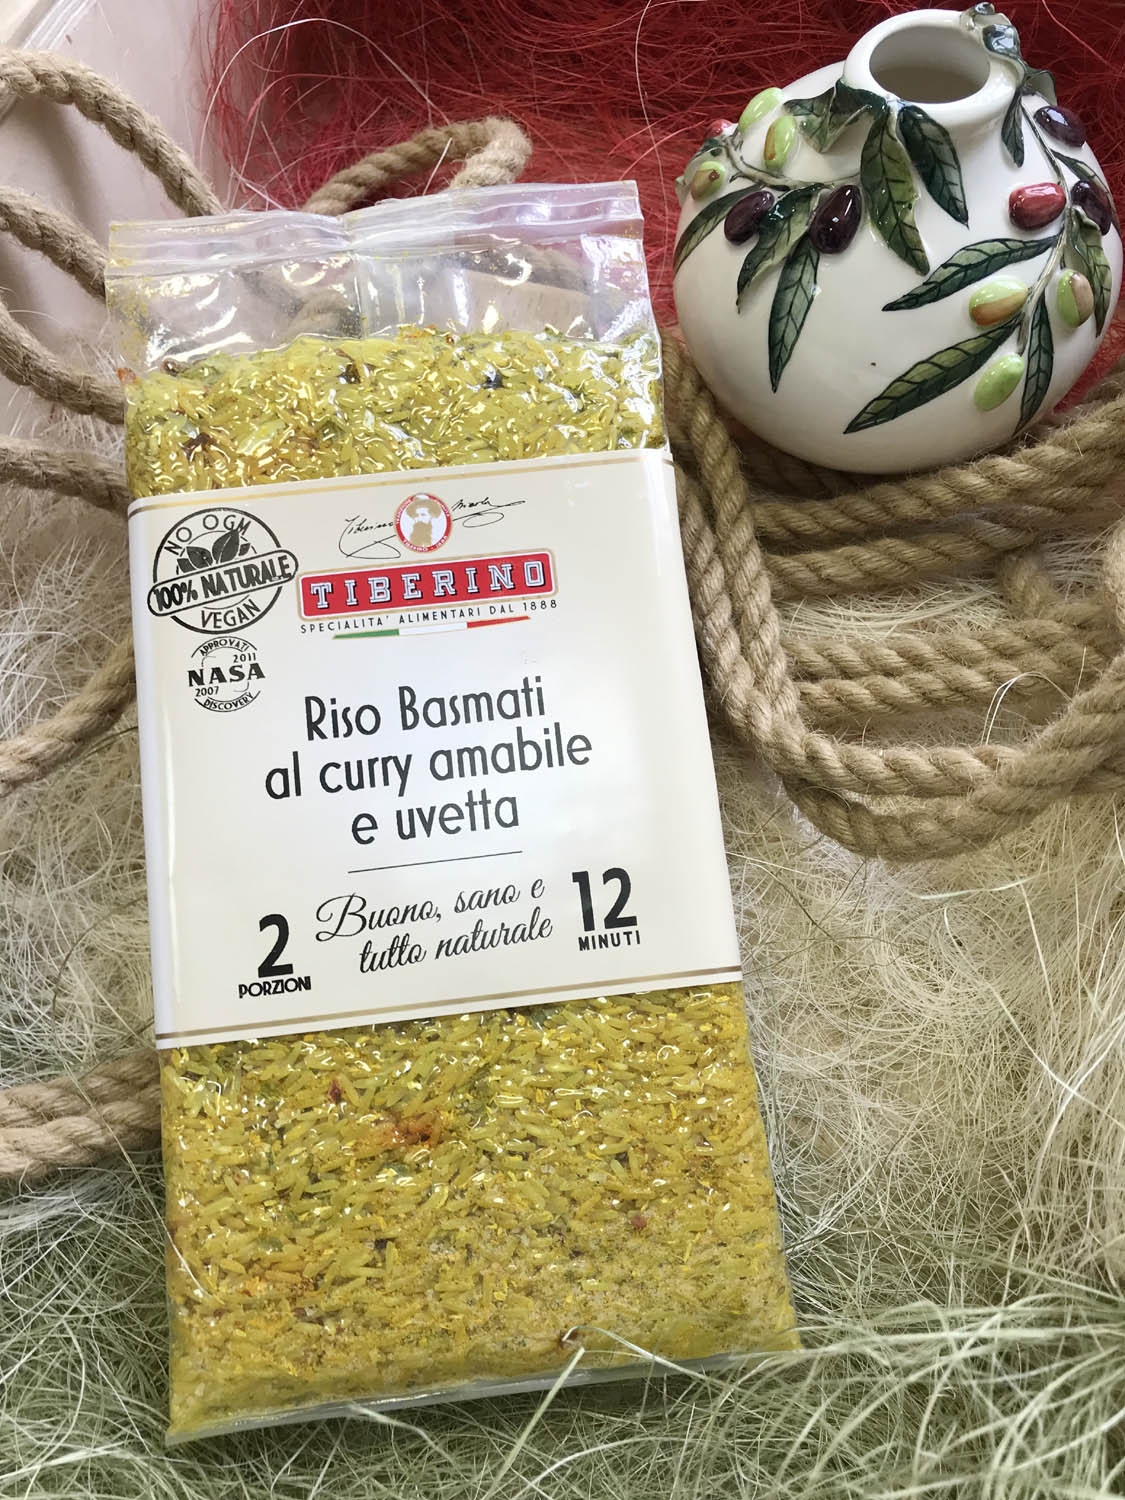 NO OGM
100% NATURALE
VEGAN
APPROVATI
2011
NASA
2007
DISCOVERY
Tiberino
TIBERINO
SPECIALITA' ALIMENTARI DAL 1888
Riso Basmati
al curry amabile
e uvetta
2
PORZIONI
Buono, sano e
tutto naturale
12
MINUTI